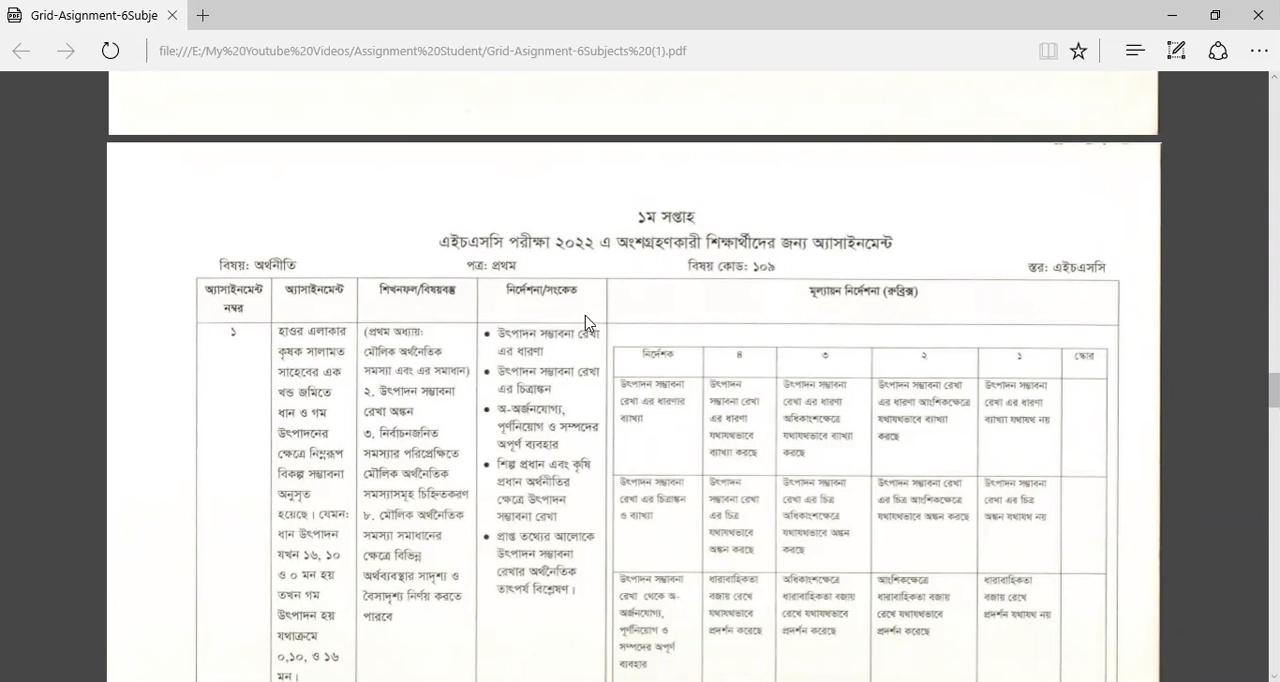 Grid-Asignment-6Subje
file:///E:/My%20Youtube%20Videos/Assignment%20Student/Grid-Asignment-6Subjects%20(1).pdf
১ম সপ্তাহ
এইচএসসি পরীক্ষা ২০২২ এ অংশগ্রহণকারী শিক্ষার্থীদের জন্য অ্যাসাইনমেন্ট
বিষয়: অর্থনীতি পত্র: প্রথম বিষয় কোড: ১০৯ স্তর: এইচএসসি
অ্যাসাইনমেন্ট নম্বর
অ্যাসাইনমেন্ট
শিখনফল/বিষয়বস্তু
নির্দেশনা/সংকেত
মূল্যায়ন নির্দেশনা (রুব্রিক্স)
১
হাওর এলাকার
কৃষক সালামত
সাহেবের এক
খন্ড জমিতে
ধান ও গম
উৎপাদনের
ক্ষেত্রে নিম্নরূপ
বিকল্প সম্ভাবনা
অনুসৃত
হয়েছে। যেমন:
ধান উৎপাদন
যখন ১৬, ১০
ও ০ মন হয়
তখন গম
উৎপাদন হয়
যথাক্রমে
০,১০, ও ১৬
মন।
(প্রথম অধ্যায়:
মৌলিক অর্থনৈতিক
সমস্যা এবং এর সমাধান)
২. উৎপাদন সম্ভাবনা
রেখা অঙ্কন
৩. নির্বাচনজনিত
সমস্যার পরিপ্রেক্ষিতে
মৌলিক অর্থনৈতিক
সমস্যাসমূহ চিহ্নিতকরণ
৮. মৌলিক অর্থনৈতিক
সমস্যা সমাধানের
ক্ষেত্রে বিভিন্ন
অর্থব্যবস্থার সাদৃশ্য ও
বৈসাদৃশ্য নির্ণয় করতে
পারবে
• উৎপাদন সম্ভাবনা রেখা
এর ধারণা
• উৎপাদন সম্ভাবনা রেখা
এর চিত্রাঙ্কন
• অ-অর্জনযোগ্য,
পূর্ণনিয়োগ ও সম্পদের
অপূর্ণ ব্যবহার
• শিল্প প্রধান এবং কৃষি
প্রধান অর্থনীতির
ক্ষেত্রে উৎপাদন
সম্ভাবনা রেখা
• প্রাপ্ত তথ্যের আলোকে
উৎপাদন সম্ভাবনা
রেখার অর্থনৈতিক
তাৎপর্য বিশ্লেষণ।
নির্দেশক ৪ ৩ ২ ১ স্কোর
উৎপাদন সম্ভাবনা
রেখা এর ধারণার
ব্যাখ্যা
উৎপাদন
সম্ভাবনা রেখা
এর ধারণা
যথাযথভাবে
ব্যাখ্যা করছে
উৎপাদন সম্ভাবনা
রেখা এর ধারণা
অধিকাংশক্ষেত্রে
যথাযথভাবে ব্যাখ্যা
করছে
উৎপাদন সম্ভাবনা রেখা
এর ধারণা আংশিকক্ষেত্রে
যথাযথভাবে ব্যাখ্যা
করছে
উৎপাদন সম্ভাবনা
রেখা এর ধারণা
ব্যাখ্যা যথাযথ নয়
উৎপাদন সম্ভাবনা
রেখা এর চিত্রাঙ্কন
ও ব্যাখ্যা
উৎপাদন
সম্ভাবনা রেখা
এর চিত্র
যথাযথভাবে
অঙ্কন করছে
উৎপাদন সম্ভাবনা
রেখা এর চিত্র
অধিকাংশক্ষেত্রে
যথাযথভাবে অঙ্কন
করছে
উৎপাদন সম্ভাবনা রেখা
এর চিত্র আংশিকক্ষেত্রে
যথাযথভাবে অঙ্কন করছে
উৎপাদন সম্ভাবনা
রেখা এর চিত্র
অঙ্কন যথাযথ নয়
উৎপাদন সম্ভাবনা
রেখা থেকে অ-
অর্জনযোগ্য,
পূর্ণনিয়োগ ও
সম্পদের অপূর্ণ
ব্যবহার
ধারাবাহিকতা
বজায় রেখে
যথাযথভাবে
প্রদর্শন করেছে
অধিকাংশক্ষেত্রে
ধারাবাহিকতা বজায়
রেখে যথাযথভাবে
প্রদর্শন করেছে
আংশিকক্ষেত্রে
ধারাবাহিকতা বজায়
রেখে যথাযথভাবে
প্রদর্শন করেছে
ধারাবাহিকতা
বজায় রেখে
প্রদর্শন যথাযথ নয়